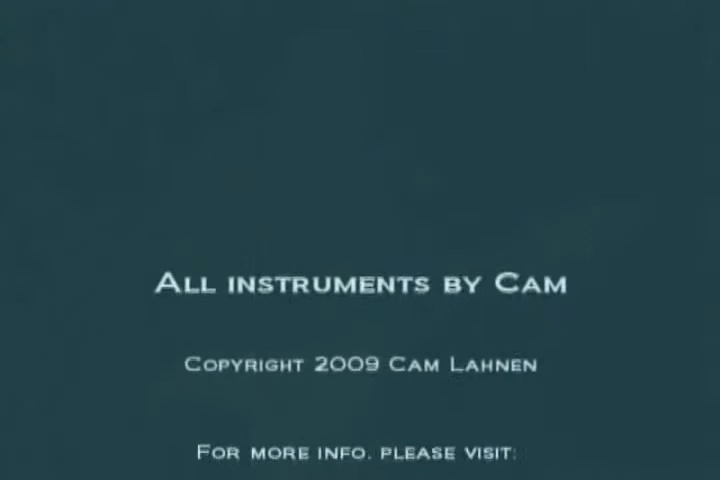 All instruments by Cam
Copyright 2009 Cam Lahnen
For more info. please visit: